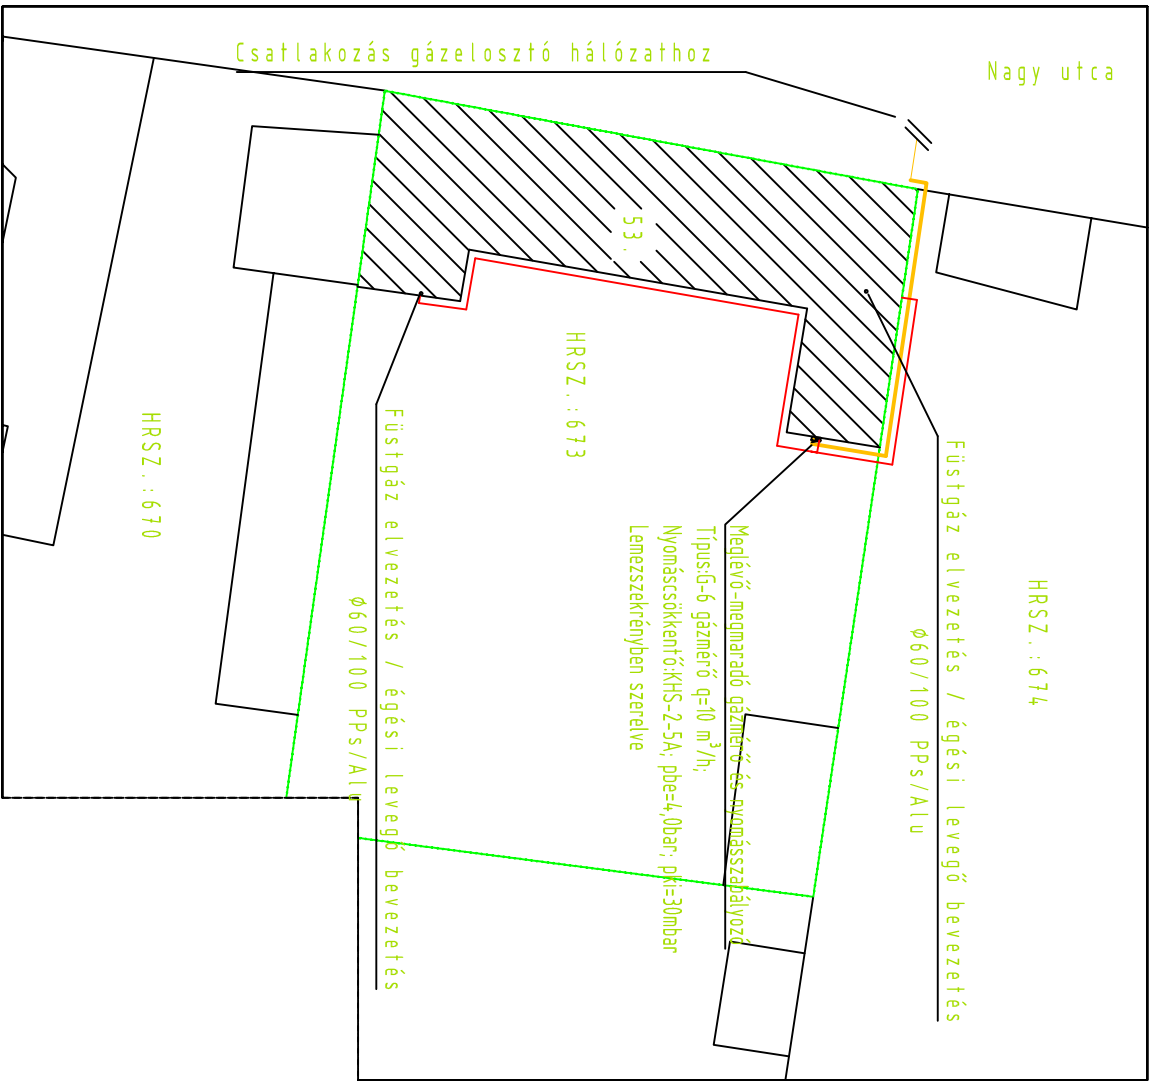 Csatlakozás gázelosztó hálózathoz
Nagy utca
53.
HRSZ.:673
HRSZ.:670
HRSZ.:674
Füstgáz elvezetés / égési levegő bevezetés
Ø60/100 PPs/Alu
Meglévő-megmaradó gázmérő és nyomásszabályozó
Típus:G-6 gázmérő q=10 m³/h;
Nyomáscsökkentő:KHS-2-5A; pbe=4,0bar; pki=30mbar
Lemezszekrényben szerelve
Füstgáz elvezetés / égési levegő bevezetés
Ø60/100 PPs/Alu